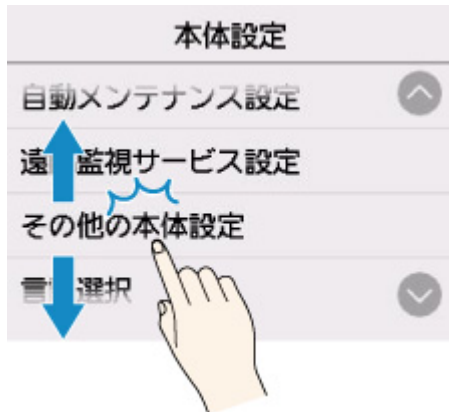 本体設定
自動メンテナンス設定
遠 監視サービス設定
その他の本体設定
言 選択